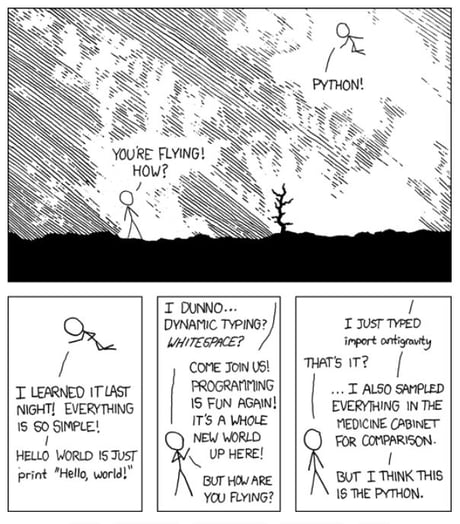 YOU'RE FLYING!
HOW?
PYTHON!
I LEARNED IT LAST
NIGHT! EVERYTHING
IS SO SIMPLE!
HELLO WORLD IS JUST
print "Hello, world!"
I DUNNO...
DYNAMIC TYPING?
WHITESPACE?
COME JOIN US!
PROGRAMMING
IS FUN AGAIN!
IT'S A WHOLE
NEW WORLD
UP HERE!
BUT HOW ARE
YOU FLYING?
I JUST TYPED
import antigravity
THAT'S IT?
... I ALSO SAMPLED
EVERYTHING IN THE
MEDICINE CABINET
FOR COMPARISON.
BUT I THINK THIS
IS THE PYTHON.